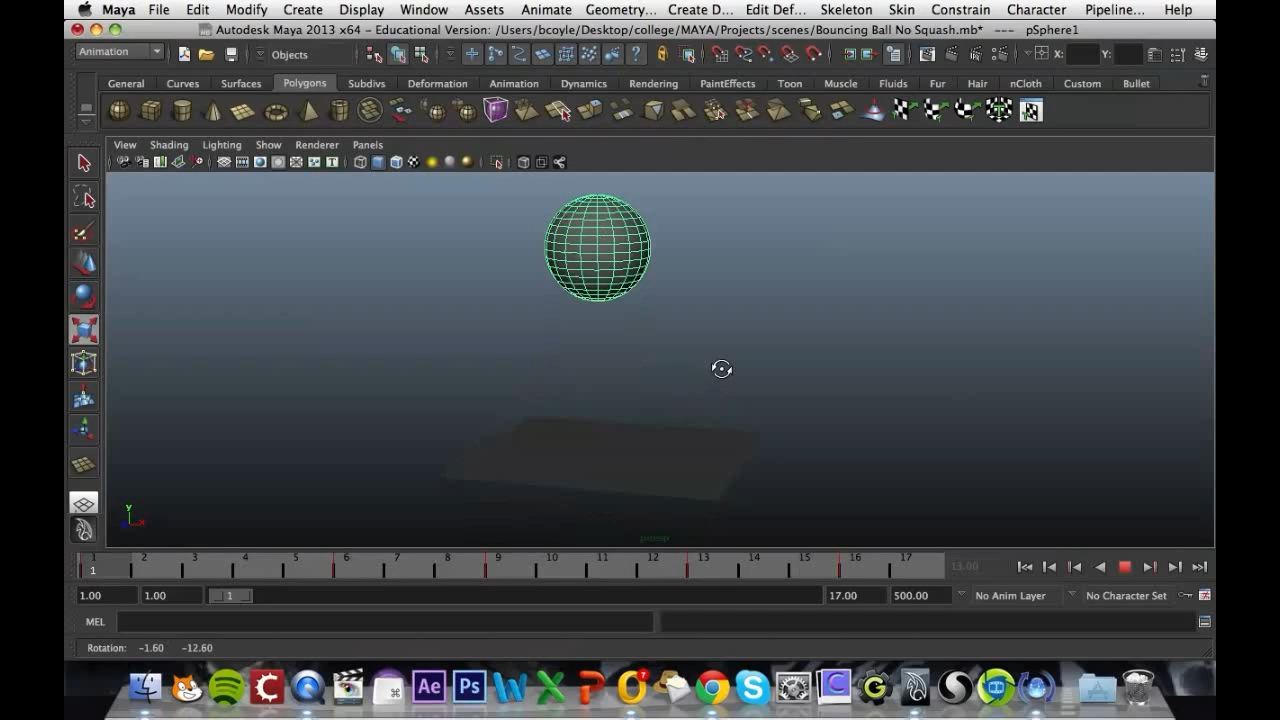 Maya File Edit Modify Create Display Window Assets Animate Geometry... Create D... Edit Def... Skeleton Skin Constrain Character Pipeline... Help
Autodesk Maya 2013 x64 - Educational Version: /Users/bcoyle/Desktop/college/MAYA/Projects/scenes/Bouncing Ball No Squash.mb* --- pSphere1
Animation Objects X: Y:
General Curves Surfaces Polygons Subdivs Deformation Animation Dynamics Rendering PaintEffects Toon Muscle Fluids Fur Hair nCloth Custom Bullet
View Shading Lighting Show Renderer Panels
y
x
persp
1 2 3 4 5 6 7 8 9 10 11 12 13 14 15 16 17
1 13.00
1.00 1.00 1 17.00 500.00 No Anim Layer No Character Set
MEL
Rotation: -1.60 -12.60
Ae Ps 7